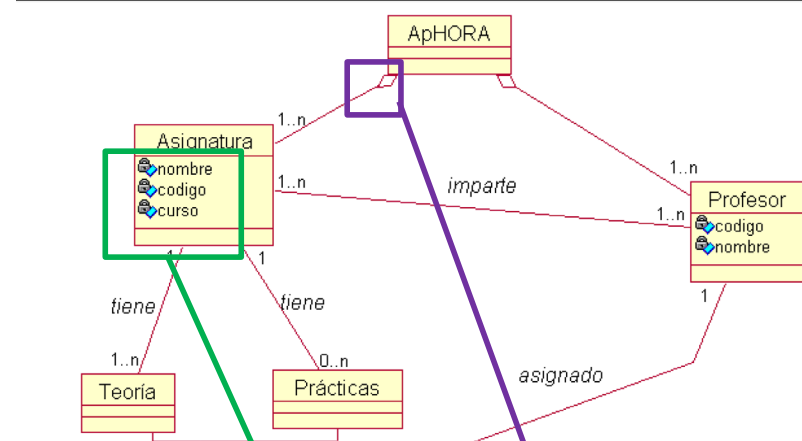 ApHORA
1..n
Asignatura
nombre
codigo
curso
1..n
imparte
1..n
1..n
Profesor
codigo
nombre
1
1
1
tiene
tiene
1..n
0..n
asignado
Teoría
Prácticas